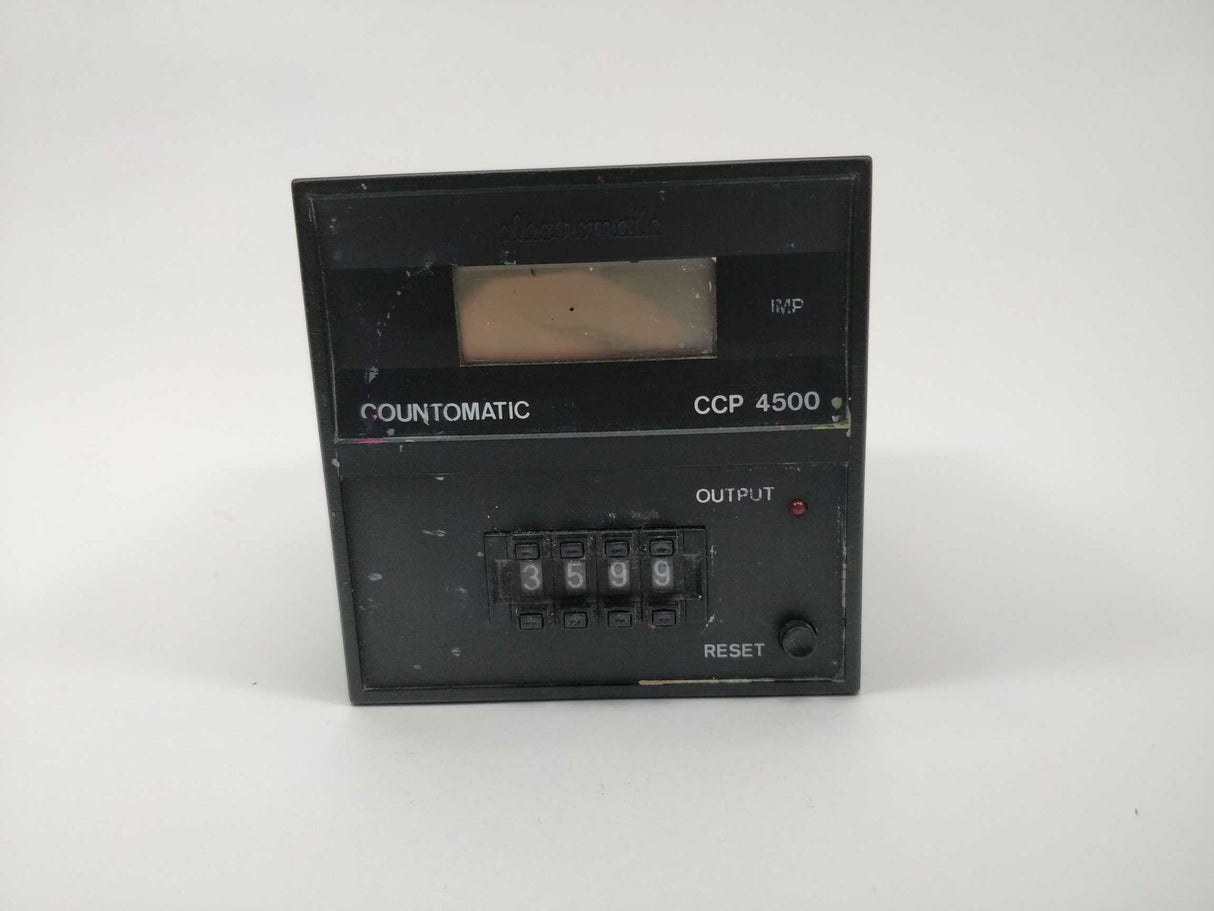 electromatic
IMP
COUNTOMATIC CCP 4500
OUTPUT
3599
RESET